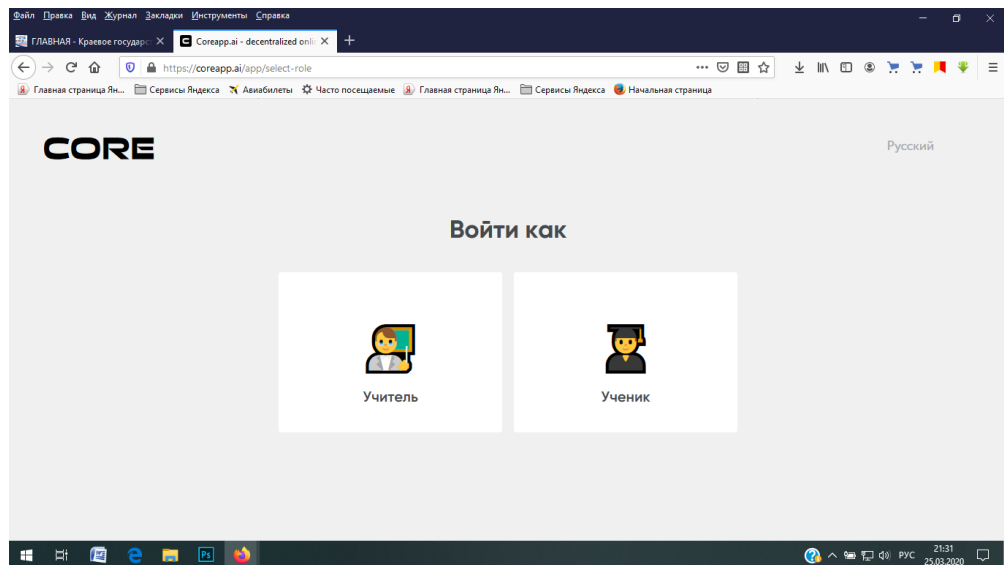 Файл Правка Вид Журнал Закладки Инструменты Справка
ГЛАВНАЯ - Краевое государст
Coreapp.ai - decentralized onli
https://coreapp.ai/app/select-role
Главная страница Ян... Сервисы Яндекса Авиабилеты Часто посещаемые Главная страница Ян... Сервисы Яндекса Начальная страница
CORE
Русский
Войти как
Учитель
Ученик
Ps
РУС
21:31
25.03.2020